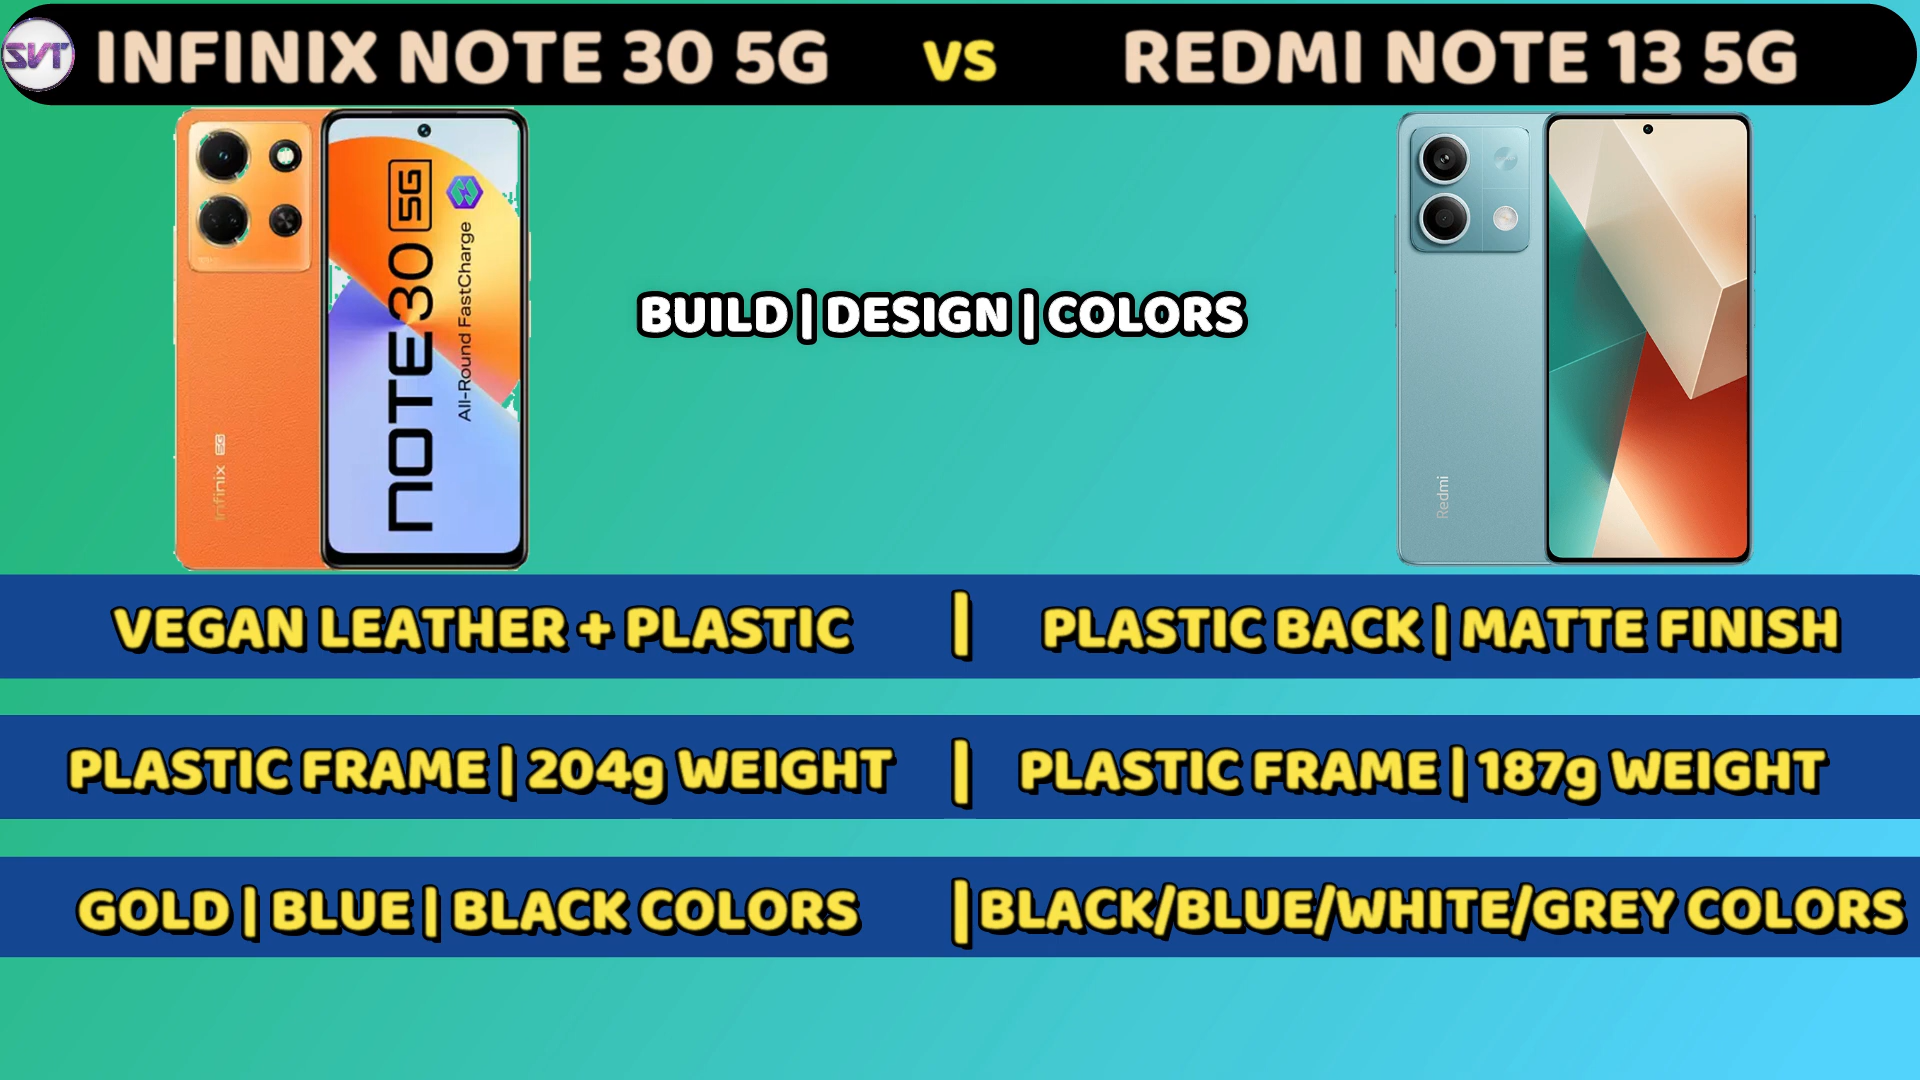 SVT
INFINIX NOTE 30 5G VS REDMI NOTE 13 5G
NOTE30 5G
All-Round FastCharge
Infinix 5G
BUILD | DESIGN | COLORS
Redmi
VEGAN LEATHER + PLASTIC | PLASTIC BACK | MATTE FINISH
PLASTIC FRAME | 204g WEIGHT | PLASTIC FRAME | 187g WEIGHT
GOLD | BLUE | BLACK COLORS | BLACK/BLUE/WHITE/GREY COLORS